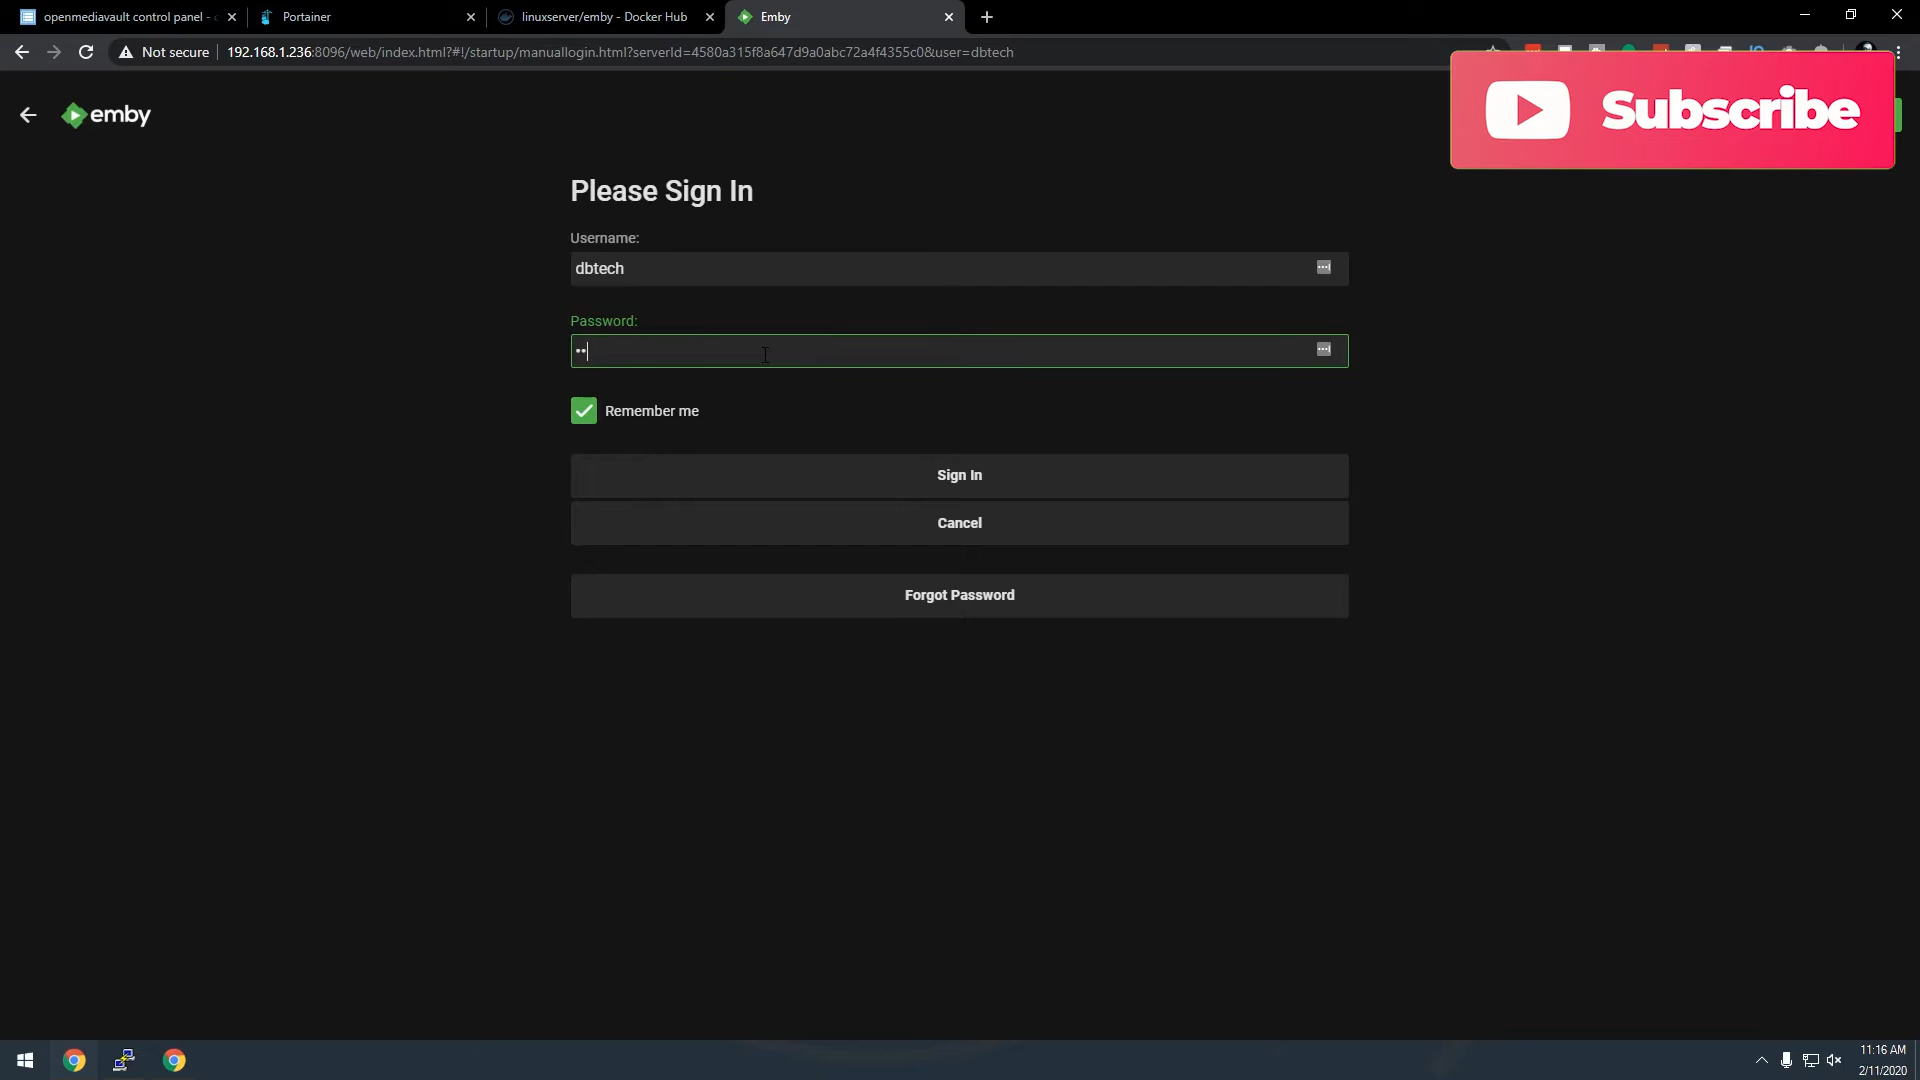 openmediavault control panel -
Portainer
linuxserver/emby - Docker Hub
Emby
Not secure
192.168.1.236:8096/web/index.html?#!/startup/manuallogin.html?serverId=4580a315f8a647d9a0abc72a4f4355c0&user=dbtech
Subscribe
emby
Please Sign In
Username:
dbtech
Password:
••
Remember me
Sign In
Cancel
Forgot Password
11:16 AM
2/11/2020